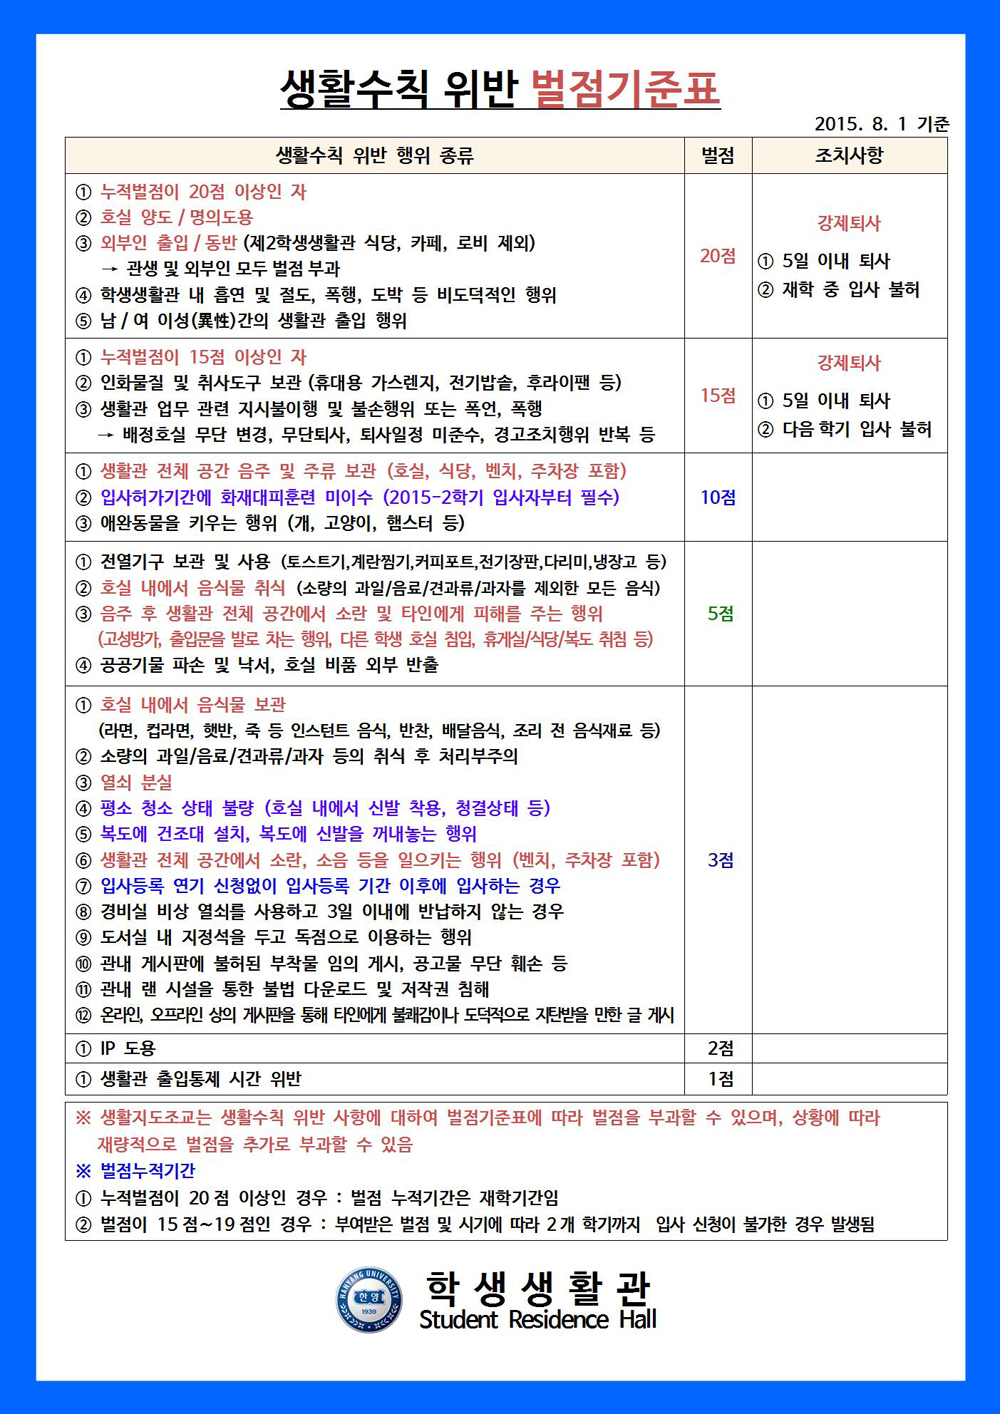 생활수칙 위반 벌점기준표
2015. 8. 1 기준
생활수칙 위반 행위 종류 벌점 조치사항
① 누적벌점이 20점 이상인 자
② 호실 양도 / 명의도용
③ 외부인 출입 / 동반 (제2학생생활관 식당, 카페, 로비 제외)
→ 관생 및 외부인 모두 벌점 부과
④ 학생생활관 내 흡연 및 절도, 폭행, 도박 등 비도덕적인 행위
⑤ 남 / 여 이성(異性)간의 생활관 출입 행위
20점
강제퇴사
① 5일 이내 퇴사
② 재학 중 입사 불허
① 누적벌점이 15점 이상인 자
② 인화물질 및 취사도구 보관 (휴대용 가스렌지, 전기밥솥, 후라이팬 등)
③ 생활관 업무 관련 지시불이행 및 불손행위 또는 폭언, 폭행
→ 배정호실 무단 변경, 무단퇴사, 퇴사일정 미준수, 경고조치행위 반복 등
15점
강제퇴사
① 5일 이내 퇴사
② 다음 학기 입사 불허
① 생활관 전체 공간 음주 및 주류 보관 (호실, 식당, 벤치, 주차장 포함)
② 입사허가기간에 화재대피훈련 미이수 (2015-2학기 입사자부터 필수)
③ 애완동물을 키우는 행위 (개, 고양이, 햄스터 등)
10점
① 전열기구 보관 및 사용 (토스트기,계란찜기,커피포트,전기장판,다리미,냉장고 등)
② 호실 내에서 음식물 취식 (소량의 과일/음료/견과류/과자를 제외한 모든 음식)
③ 음주 후 생활관 전체 공간에서 소란 및 타인에게 피해를 주는 행위
(고성방가, 출입문을 발로 차는 행위, 다른 학생 호실 침입, 휴게실/식당/복도 취침 등)
④ 공공기물 파손 및 낙서, 호실 비품 외부 반출
5점
① 호실 내에서 음식물 보관
(라면, 컵라면, 햇반, 죽 등 인스턴트 음식, 반찬, 배달음식, 조리 전 음식재료 등)
② 소량의 과일/음료/견과류/과자 등의 취식 후 처리부주의
③ 열쇠 분실
④ 평소 청소 상태 불량 (호실 내에서 신발 착용, 청결상태 등)
⑤ 복도에 건조대 설치, 복도에 신발을 꺼내놓는 행위
⑥ 생활관 전체 공간에서 소란, 소음 등을 일으키는 행위 (벤치, 주차장 포함)
⑦ 입사등록 연기 신청없이 입사등록 기간 이후에 입사하는 경우
⑧ 경비실 비상 열쇠를 사용하고 3일 이내에 반납하지 않는 경우
⑨ 도서실 내 지정석을 두고 독점으로 이용하는 행위
⑩ 관내 게시판에 불허된 부착물 임의 게시, 공고물 무단 훼손 등
⑪ 관내 랜 시설을 통한 불법 다운로드 및 저작권 침해
⑫ 온라인, 오프라인 상의 게시판을 통해 타인에게 불쾌감이나 도덕적으로 지탄받을 만한 글 게시
3점
① IP 도용 2점
① 생활관 출입통제 시간 위반 1점
※ 생활지도조교는 생활수칙 위반 사항에 대하여 벌점기준표에 따라 벌점을 부과할 수 있으며, 상황에 따라
재량적으로 벌점을 추가로 부과할 수 있음
※ 벌점누적기간
① 누적벌점이 20 점 이상인 경우 : 벌점 누적기간은 재학기간임
② 벌점이 15 점~19 점인 경우 : 부여받은 벌점 및 시기에 따라 2 개 학기까지 입사 신청이 불가한 경우 발생됨
HANYANG UNIVERSITY
한양
1939
학생생활관
Student Residence Hall